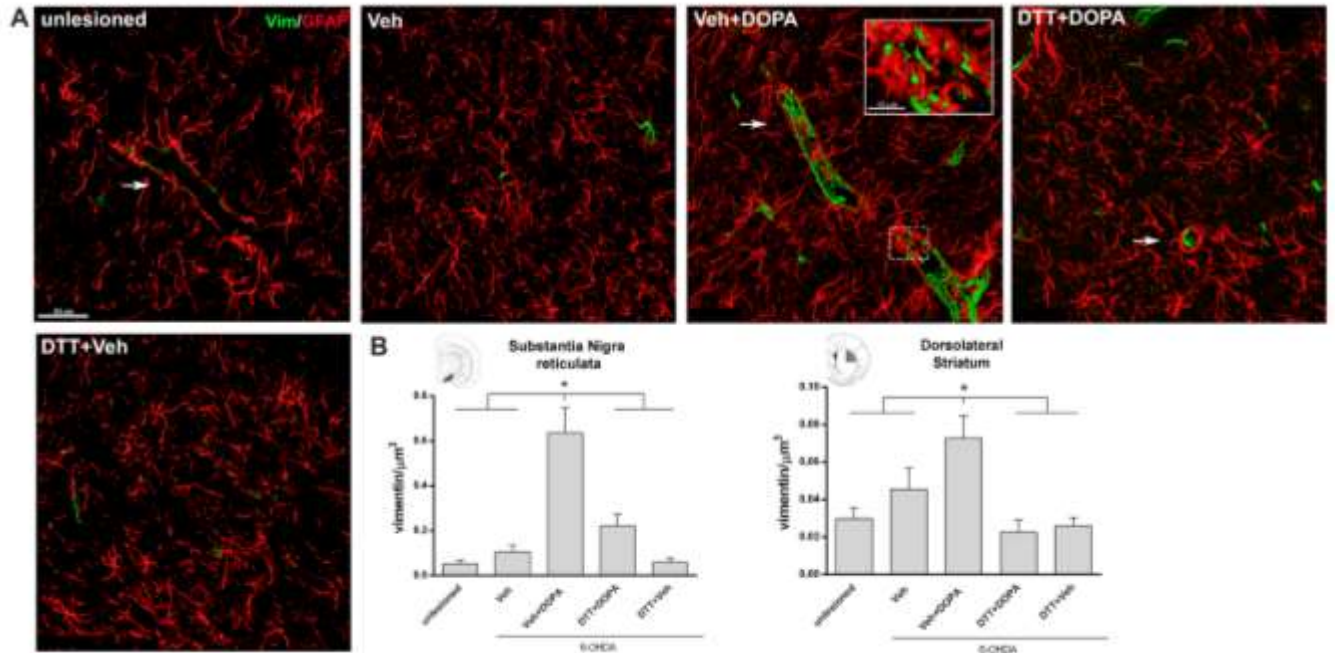 A
unlesioned
Vim/GFAP
Veh
Veh+DOPA
DTT+DOPA
DTT+Veh
B
Substantia Nigra
reticulata
*
vimentin/μm³
0.8
0.6
0.4
0.2
0.0
unlesioned
Veh
Veh+DOPA
DTT+DOPA
DTT+Veh
6-OHDA
Dorsolateral
Striatum
*
vimentin/μm³
0.10
0.08
0.06
0.04
0.02
0.00
unlesioned
Veh
Veh+DOPA
DTT+DOPA
DTT+Veh
6-OHDA